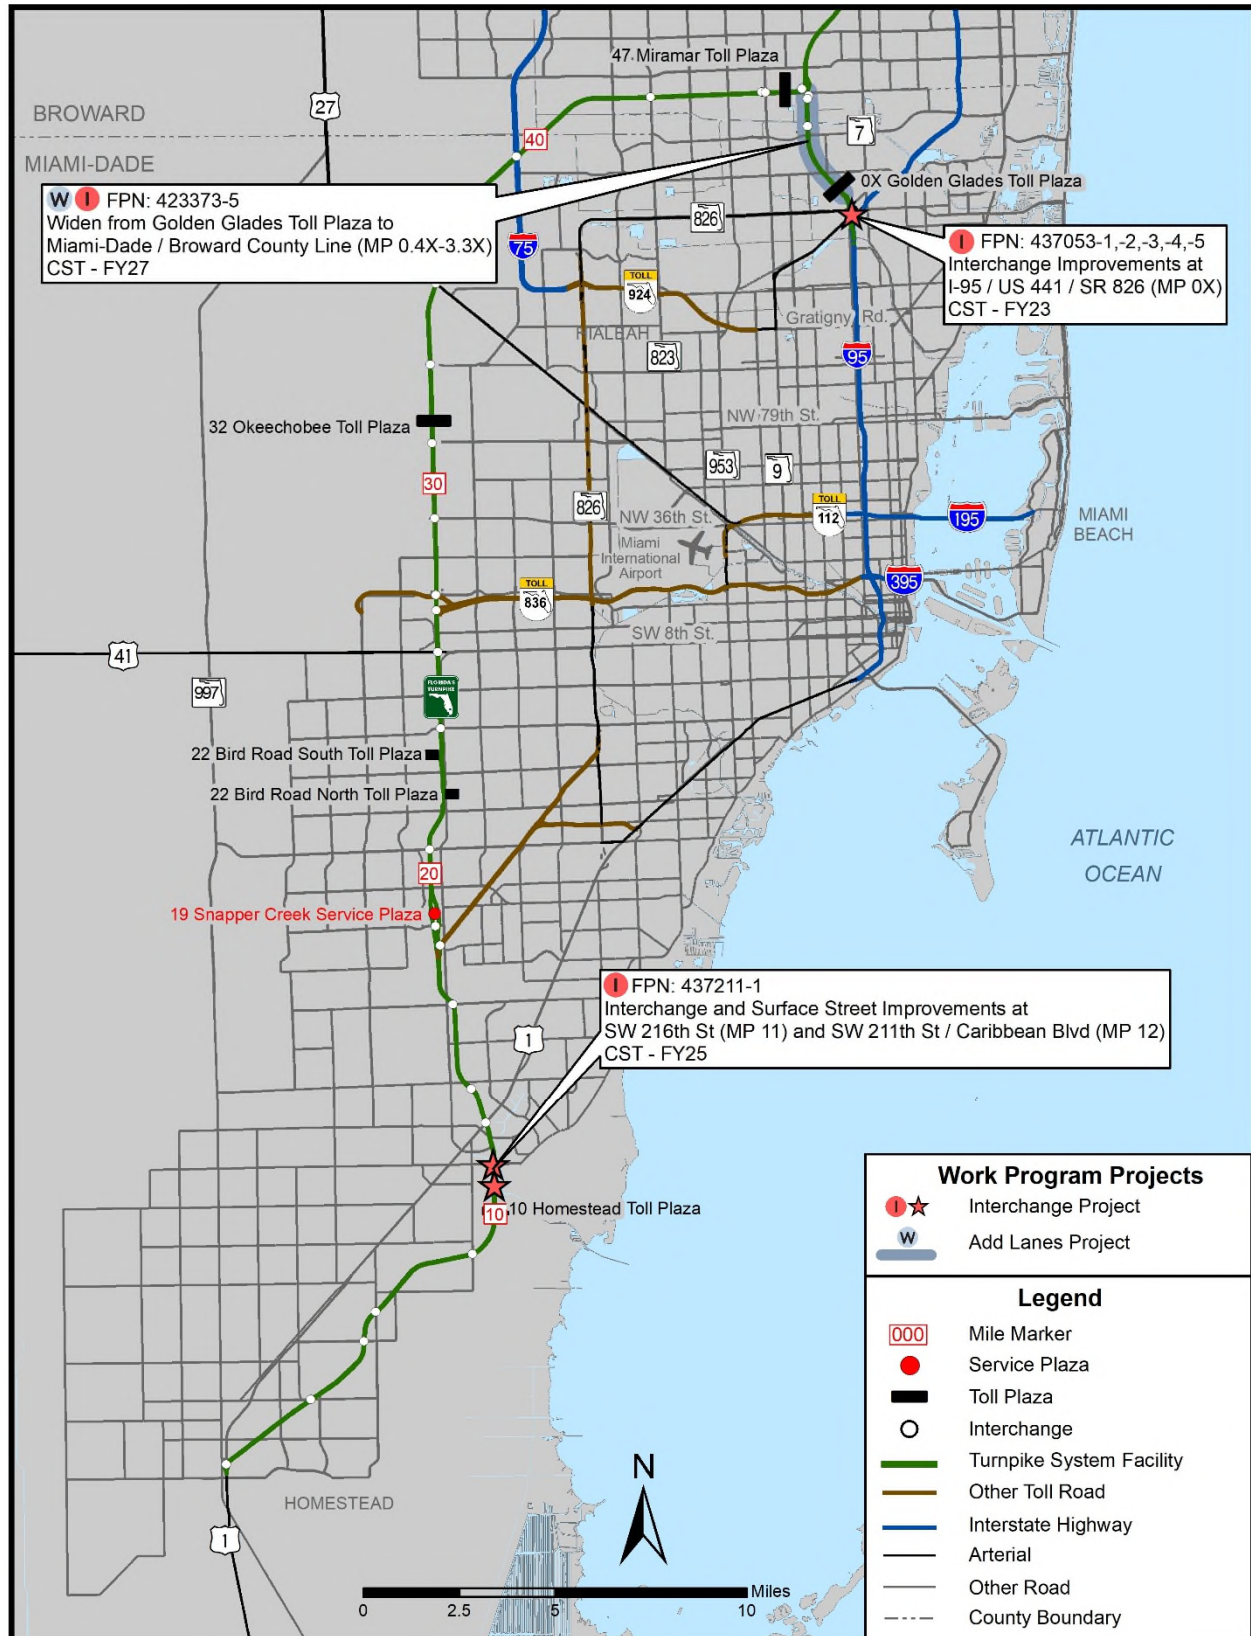 47 Miramar Toll Plaza
27
BROWARD
7
40
MIAMI-DADE
0X Golden Glades Toll Plaza
W I FPN: 423373-5
Widen from Golden Glades Toll Plaza to
Miami-Dade / Broward County Line (MP 0.4X-3.3X)
CST - FY27
826
I FPN: 437053-1,-2,-3,-4,-5
Interchange Improvements at
I-95 / US 441 / SR 826 (MP 0X)
CST - FY23
75
TOLL
924
Gratigny Rd.
HIALEAH
823
95
NW 79th St.
32 Okeechobee Toll Plaza
953
9
30
826
TOLL
112
NW 36th St.
195
MIAMI
BEACH
Miami
International
Airport
TOLL
836
395
SW 8th St.
41
997
FLORIDA'S
TURNPIKE
22 Bird Road South Toll Plaza
22 Bird Road North Toll Plaza
ATLANTIC
OCEAN
20
19 Snapper Creek Service Plaza
I FPN: 437211-1
Interchange and Surface Street Improvements at
SW 216th St (MP 11) and SW 211th St / Caribbean Blvd (MP 12)
CST - FY25
1
10
10 Homestead Toll Plaza
Work Program Projects
I Interchange Project
W Add Lanes Project
Legend
000 Mile Marker
Service Plaza
Toll Plaza
Interchange
Turnpike System Facility
Other Toll Road
Interstate Highway
Arterial
Other Road
County Boundary
N
HOMESTEAD
1
Miles
0 2.5 5 10